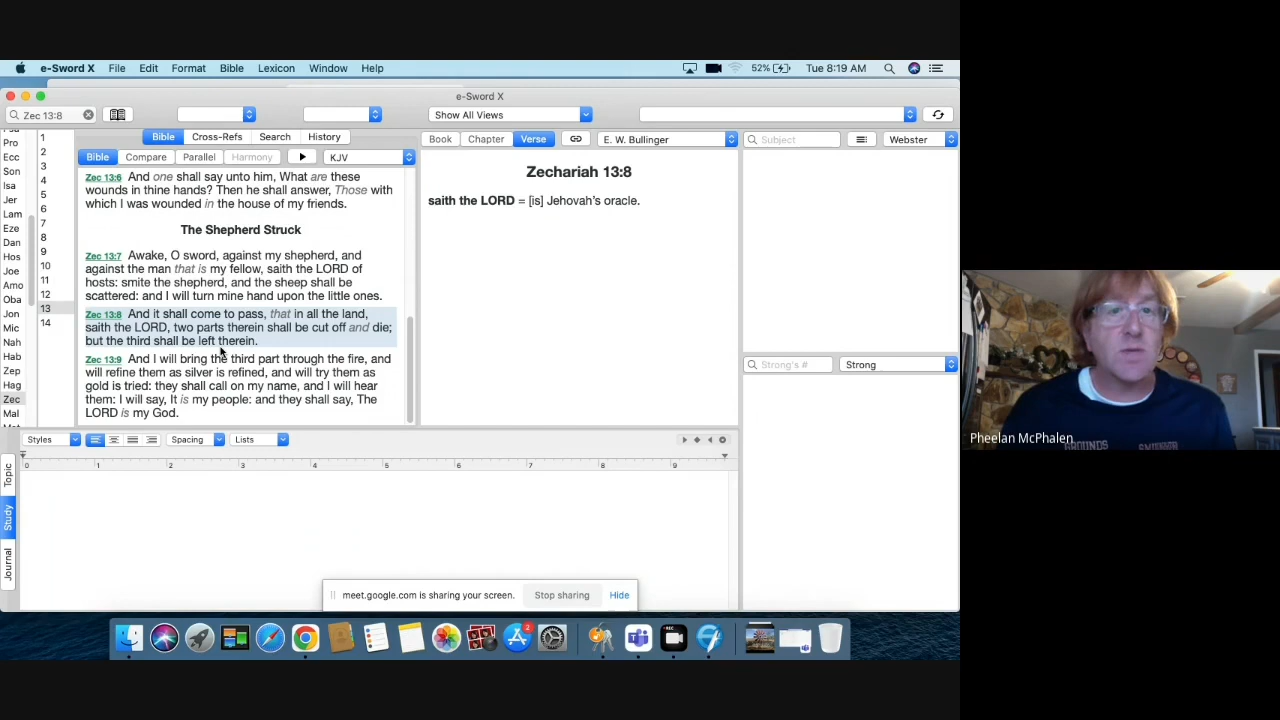 e-Sword X File Edit Format Bible Lexicon Window Help 52% Tue 8:19 AM
e-Sword X
Zec 13:8 Show All Views
Bible Cross-Refs Search History
Book Chapter Verse E. W. Bullinger Subject Webster
Bible Compare Parallel Harmony KJV
Pro
Ecc
Son
Isa
Jer
Lam
Eze
Dan
Hos
Joe
Amo
Oba
Jon
Mic
Nah
Hab
Zep
Hag
Zec
Mal
1
2
3
4
5
6
7
8
9
10
11
12
13
14
Zec 13:6 And one shall say unto him, What are these
wounds in thine hands? Then he shall answer, Those with
which I was wounded in the house of my friends.
The Shepherd Struck
Zec 13:7 Awake, O sword, against my shepherd, and
against the man that is my fellow, saith the LORD of
hosts: smite the shepherd, and the sheep shall be
scattered: and I will turn mine hand upon the little ones.
Zec 13:8 And it shall come to pass, that in all the land,
saith the LORD, two parts therein shall be cut off and die;
but the third shall be left therein.
Zec 13:9 And I will bring the third part through the fire, and
will refine them as silver is refined, and will try them as
gold is tried: they shall call on my name, and I will hear
them: I will say, It is my people: and they shall say, The
LORD is my God.
Zechariah 13:8
saith the LORD = [is] Jehovah's oracle.
Strong's # Strong
Styles Spacing Lists
0 1 2 3 4 5 6 7 8 9
Topic
Study
Journal
meet.google.com is sharing your screen. Stop sharing Hide
2
REC
Pheelan McPhalen
GROUNDS